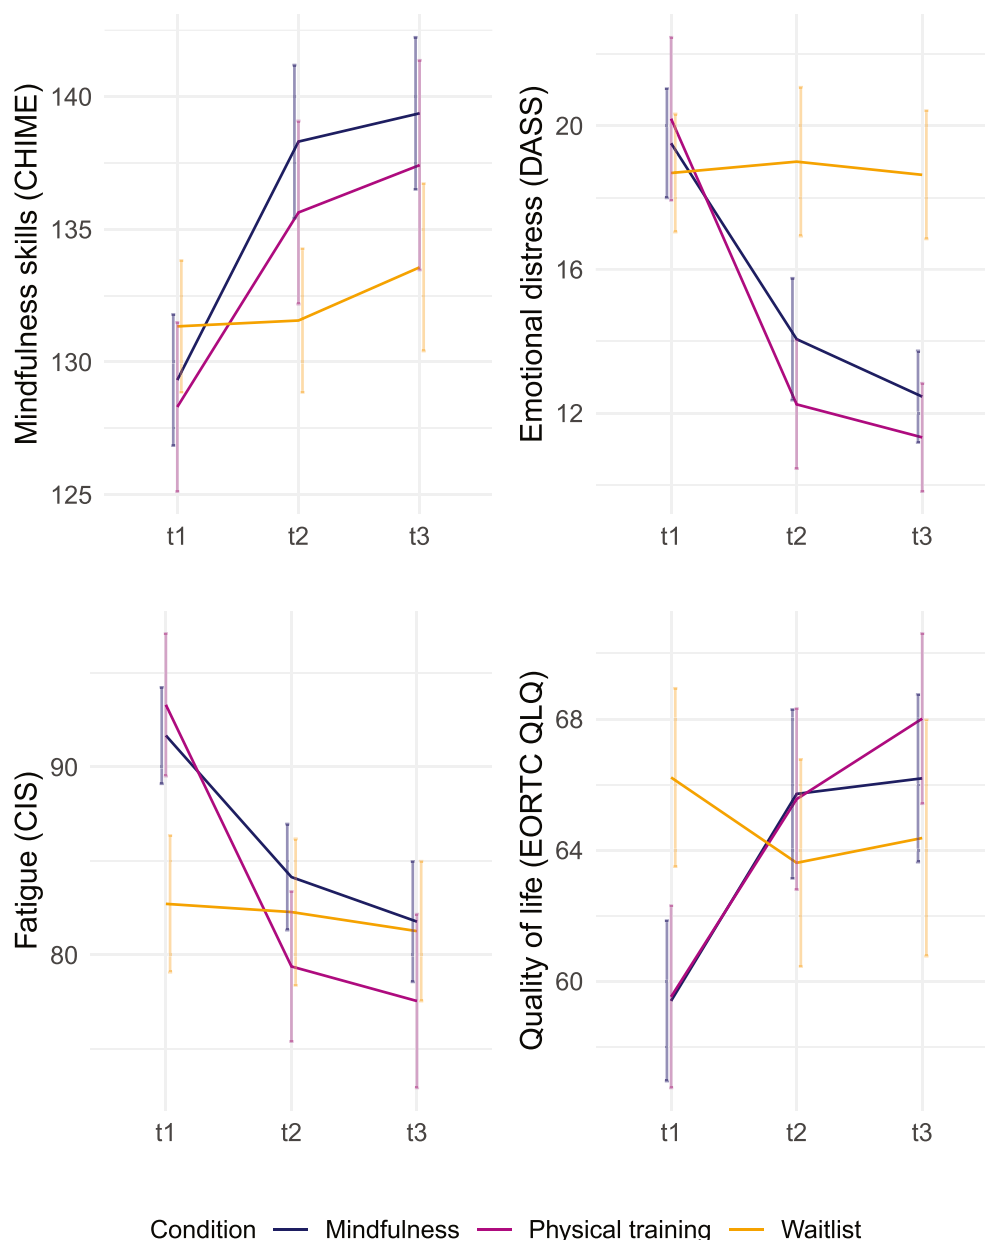 Mindfulness skills (CHIME)
140
135
130
125
t1 t2 t3
Emotional distress (DASS)
20
16
12
t1 t2 t3
Fatigue (CIS)
90
80
t1 t2 t3
Quality of life (EORTC QLQ)
68
64
60
t1 t2 t3
Condition Mindfulness Physical training Waitlist